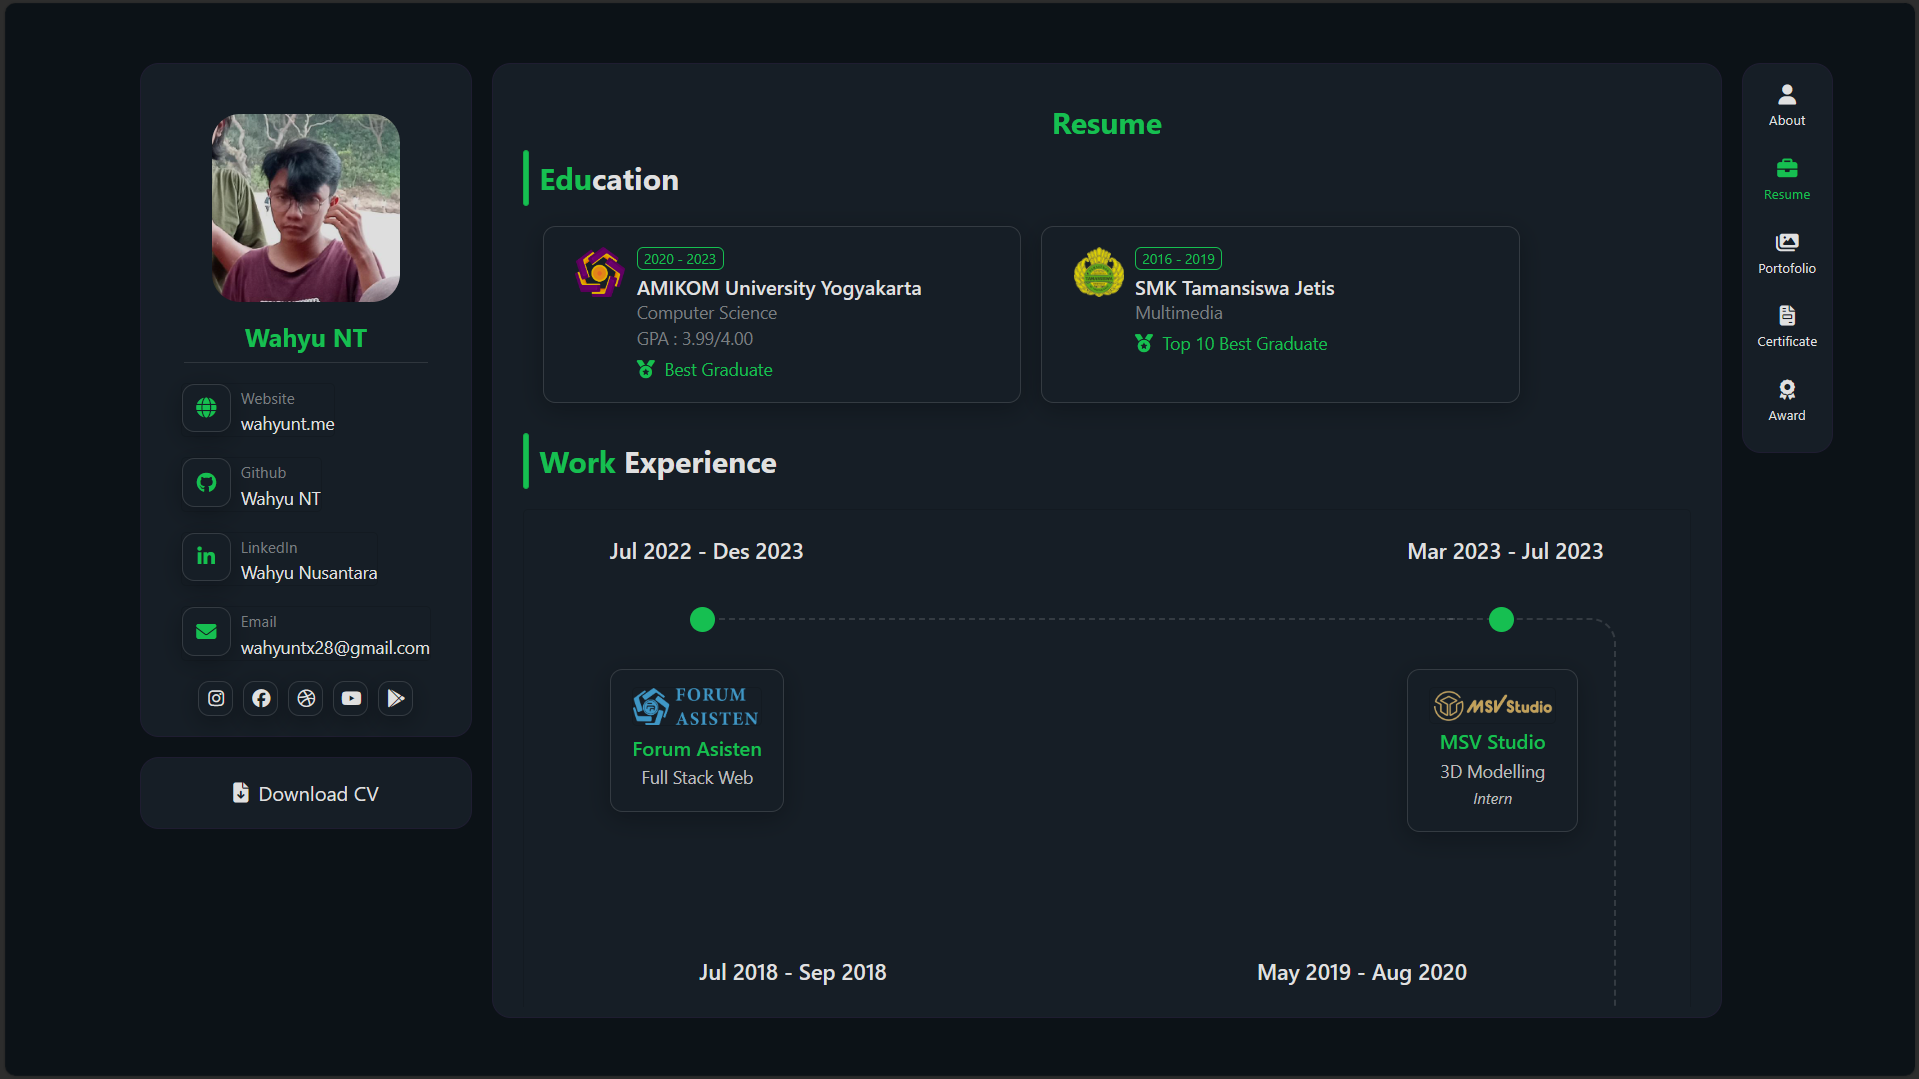 Wahyu NT
Website
wahyunt.me
Github
Wahyu NT
LinkedIn
Wahyu Nusantara
Email
wahyuntx28@gmail.com
Download CV
Resume
Education
2020 - 2023
AMIKOM University Yogyakarta
Computer Science
GPA : 3.99/4.00
Best Graduate
2016 - 2019
SMK Tamansiswa Jetis
Multimedia
Top 10 Best Graduate
Work Experience
Jul 2022 - Des 2023
FORUM
ASISTEN
Forum Asisten
Full Stack Web
Mar 2023 - Jul 2023
MSV Studio
MSV Studio
3D Modelling
Intern
Jul 2018 - Sep 2018
May 2019 - Aug 2020
About
Resume
Portofolio
Certificate
Award